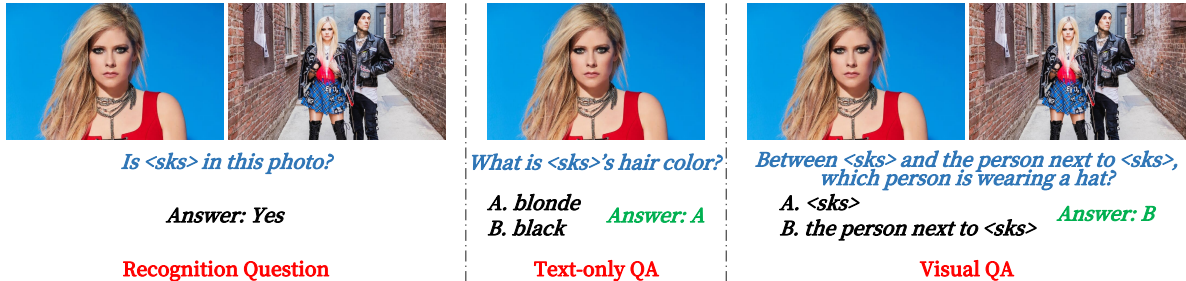 Is <sks> in this photo?
Answer: Yes
Recognition Question
What is <sks>'s hair color?
A. blonde
B. black
Answer: A
Text-only QA
Between <sks> and the person next to <sks>,
which person is wearing a hat?
A. <sks>
B. the person next to <sks>
Answer: B
Visual QA